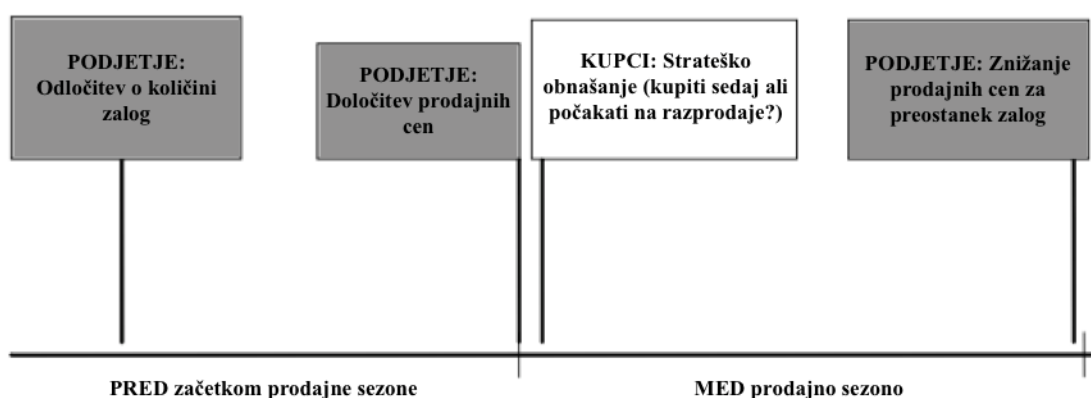 PODJETJE:
Odločitev o količini
zalog
PODJETJE:
Določitev prodajnih
cen
KUPCI: Strateško
obnašanje (kupiti sedaj ali
počakati na razprodaje?)
PODJETJE: Znižanje
prodajnih cen za
preostanek zalog
PRED začetkom prodajne sezone
MED prodajno sezono